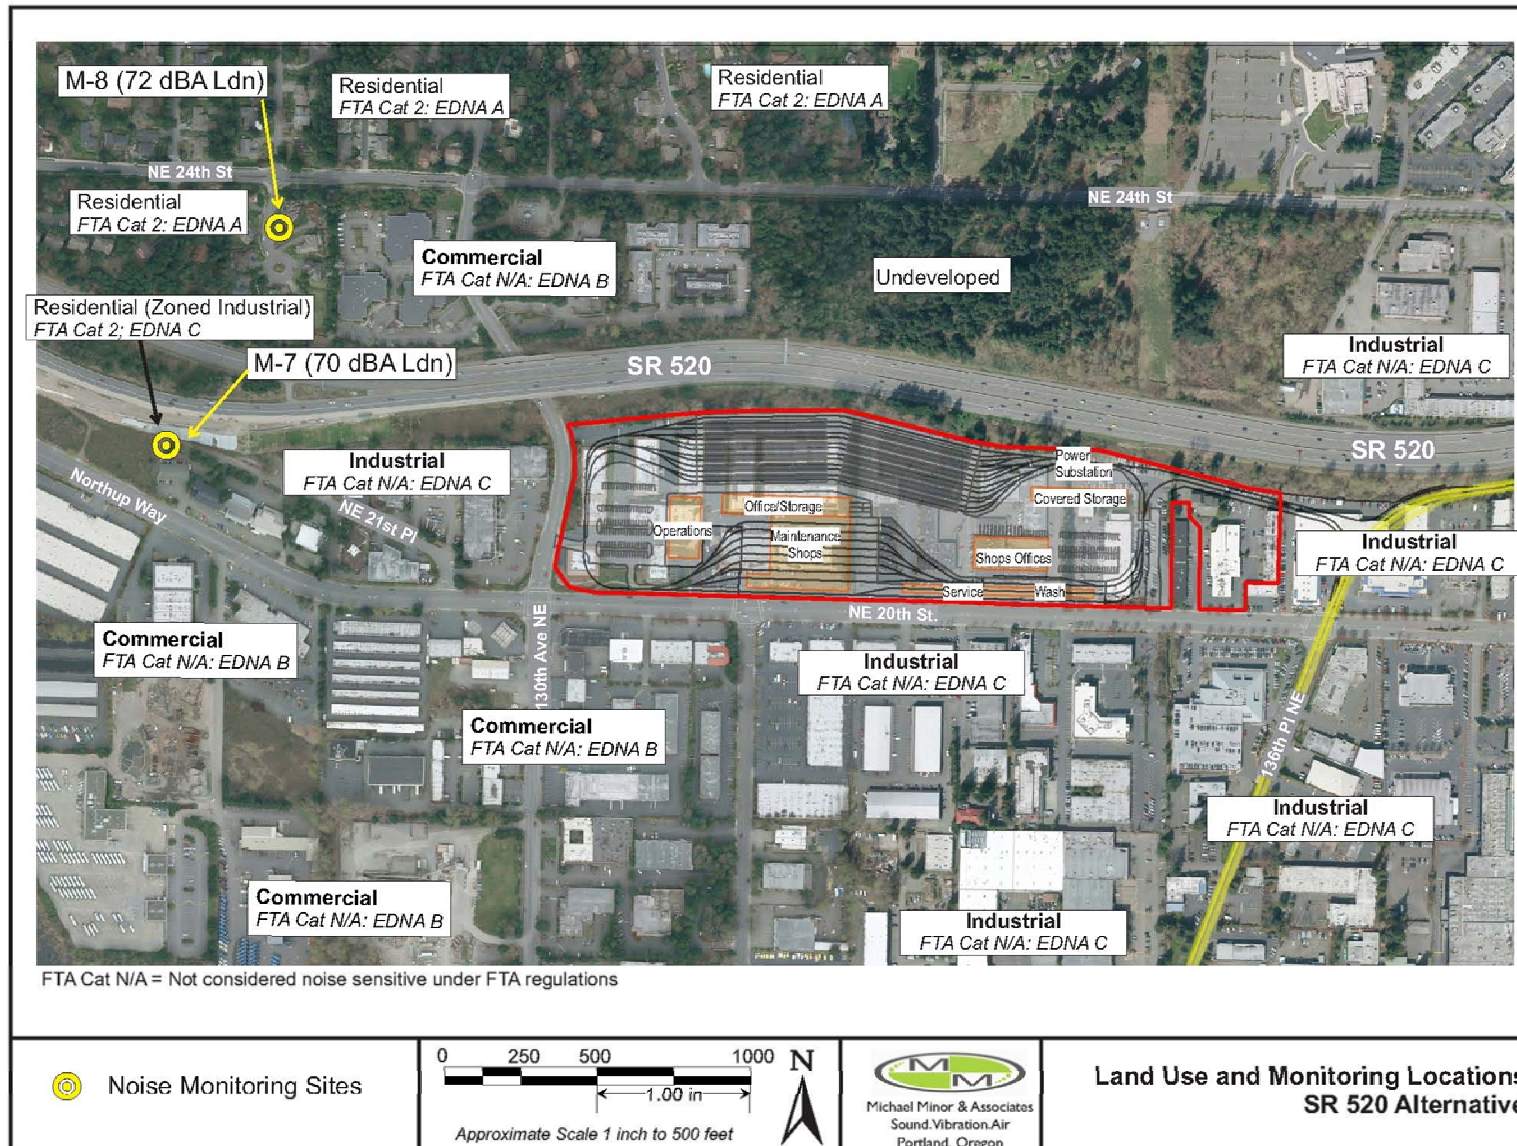 M-8 (72 dBA Ldn)
Residential
FTA Cat 2: EDNA A
Residential
FTA Cat 2: EDNA A
NE 24th St
NE 24th St
Residential
FTA Cat 2: EDNA A
Commercial
FTA Cat N/A: EDNA B
Undeveloped
Residential (Zoned Industrial)
FTA Cat 2; EDNA C
M-7 (70 dBA Ldn)
SR 520
Industrial
FTA Cat N/A: EDNA C
SR 520
Industrial
FTA Cat N/A: EDNA C
Northup Way
NE 21st Pl
Power
Substation
Covered Storage
Office/Storage
Operations
Maintenance
Shops
Shops Offices
Service
Wash
Industrial
FTA Cat N/A: EDNA C
NE 20th St.
130th Ave NE
Commercial
FTA Cat N/A: EDNA B
Industrial
FTA Cat N/A: EDNA C
Commercial
FTA Cat N/A: EDNA B
136th Pl NE
Industrial
FTA Cat N/A: EDNA C
Commercial
FTA Cat N/A: EDNA B
Industrial
FTA Cat N/A: EDNA C
FTA Cat N/A = Not considered noise sensitive under FTA regulations
Noise Monitoring Sites
0 250 500 1000
1.00 in
Approximate Scale 1 inch to 500 feet
N
M M
Michael Minor & Associates
Sound.Vibration.Air
Portland, Oregon
Land Use and Monitoring Locations
SR 520 Alternative